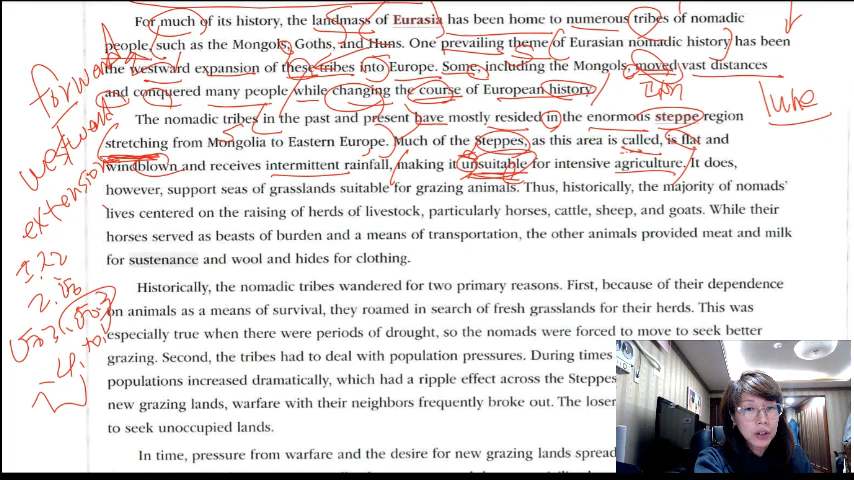 For much of its history, the landmass of Eurasia has been home to numerous tribes of nomadic
people, such as the Mongols, Goths, and Huns. One prevailing theme of Eurasian nomadic history has been
the westward expansion of these tribes into Europe. Some, including the Mongols, moved vast distances
and conquered many people while changing the course of European history.
The nomadic tribes in the past and present have mostly resided in the enormous steppe region
stretching from Mongolia to Eastern Europe. Much of the Steppes, as this area is called, is flat and
windblown and receives intermittent rainfall, making it unsuitable for intensive agriculture. It does,
however, support seas of grasslands suitable for grazing animals. Thus, historically, the majority of nomads'
lives centered on the raising of herds of livestock, particularly horses, cattle, sheep, and goats. While their
horses served as beasts of burden and a means of transportation, the other animals provided meat and milk
for sustenance and wool and hides for clothing.
Historically, the nomadic tribes wandered for two primary reasons. First, because of their dependence
on animals as a means of survival, they roamed in search of fresh grasslands for their herds. This was
especially true when there were periods of drought, so the nomads were forced to move to seek better
grazing. Second, the tribes had to deal with population pressures. During times
populations increased dramatically, which had a ripple effect across the Steppes
new grazing lands, warfare with their neighbors frequently broke out. The loser
to seek unoccupied lands.
In time, pressure from warfare and the desire for new grazing lands spread
forward
westward
extension